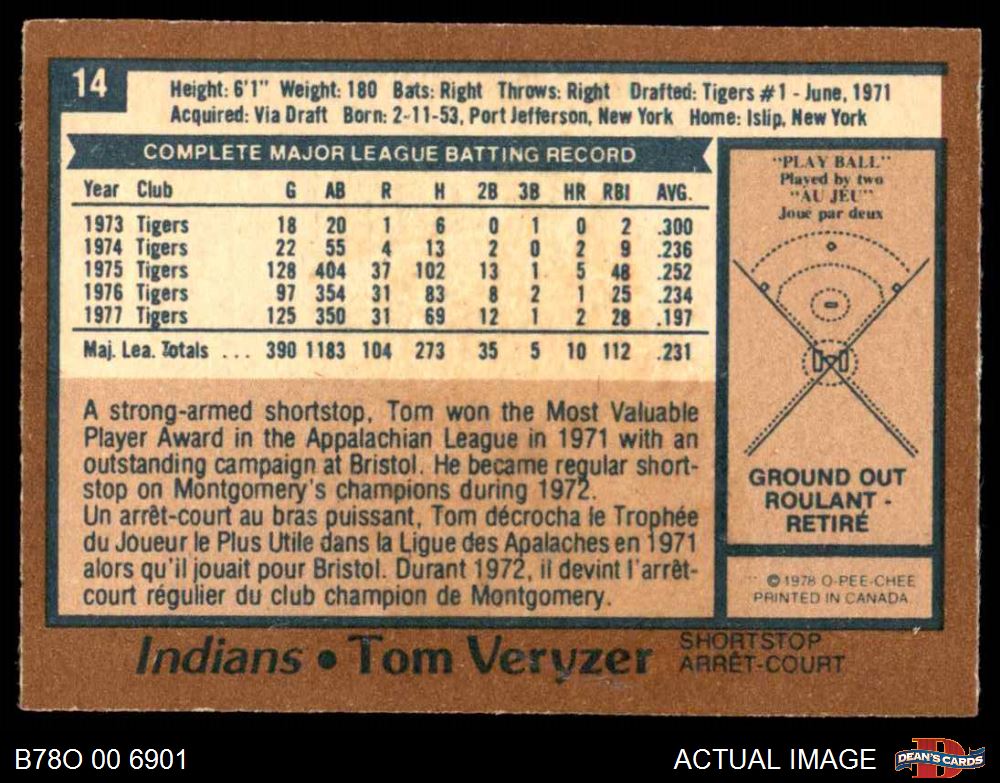 14
Height: 6'1" Weight: 180 Bats: Right Throws: Right Drafted: Tigers #1 - June, 1971
Acquired: Via Draft Born: 2-11-53, Port Jefferson, New York Home: Islip, New York
COMPLETE MAJOR LEAGUE BATTING RECORD
Year Club G AB R H 2B 3B HR RBI AVG.
1973 Tigers 18 20 1 6 0 1 0 2 .300
1974 Tigers 22 55 4 13 2 0 2 9 .236
1975 Tigers 128 404 37 102 13 1 5 48 .252
1976 Tigers 97 354 31 83 8 2 1 25 .234
1977 Tigers 125 350 31 69 12 1 2 28 .197
Maj. Lea. Totals ... 390 1183 104 273 35 5 10 112 .231
A strong-armed shortstop, Tom won the Most Valuable
Player Award in the Appalachian League in 1971 with an
outstanding campaign at Bristol. He became regular short-
stop on Montgomery's champions during 1972.
Un arrêt-court au bras puissant, Tom décrocha le Trophée
du Joueur le Plus Utile dans la Ligue des Apalaches en 1971
alors qu'il jouait pour Bristol. Durant 1972, il devint l'arrêt-
court régulier du club champion de Montgomery.
"PLAY BALL"
Played by two
"AU JEU"
Joué par deux
GROUND OUT
ROULANT -
RETIRÉ
© 1978 O-PEE-CHEE
PRINTED IN CANADA
Indians • Tom Veryzer
SHORTSTOP
ARRÊT-COURT
B78O 00 6901
ACTUAL IMAGE
D
DEAN'S CARDS